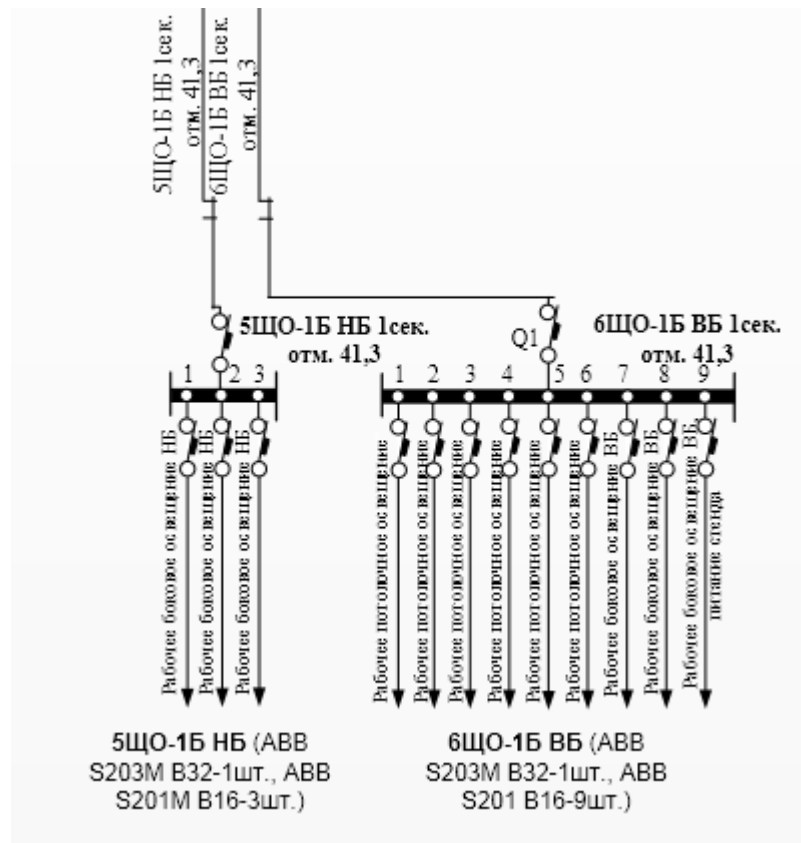 5ЩО-1Б НБ 1сек.
отм. 41,3
6ЩО-1Б ВБ 1сек.
отм. 41,3
5ЩО-1Б НБ 1сек.
отм. 41,3
Q1
6ЩО-1Б ВБ 1сек.
отм. 41,3
1 2 3
1 2 3 4 5 6 7 8 9
Рабочее боковое освещение НБ
Рабочее боковое освещение НБ
Рабочее боковое освещение НБ
Рабочее потолочное освещение
Рабочее потолочное освещение
Рабочее потолочное освещение
Рабочее потолочное освещение
Рабочее потолочное освещение
Рабочее потолочное освещение
Рабочее боковое освещение ВБ
Рабочее боковое освещение ВБ
Рабочее боковое освещение ВБ
питание стенда
5ЩО-1Б НБ (ABB
S203M B32-1шт., ABB
S201M B16-3шт.)
6ЩО-1Б ВБ (ABB
S203M B32-1шт., ABB
S201 B16-9шт.)